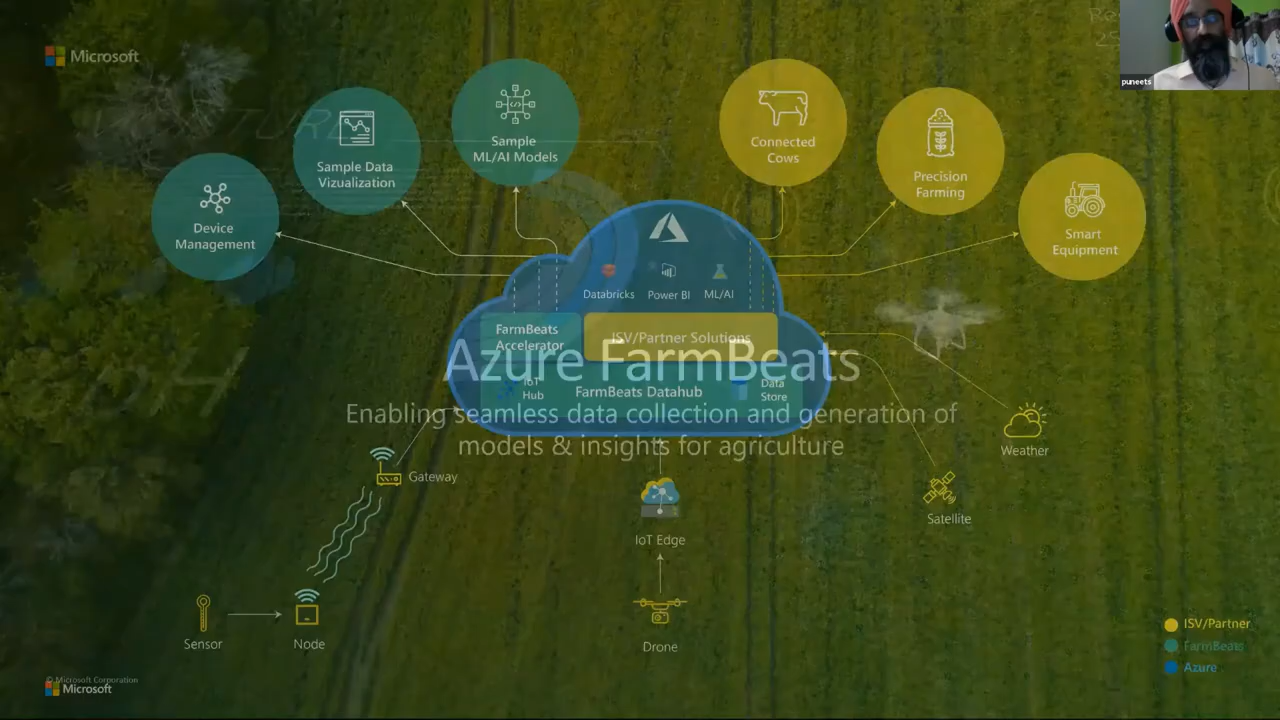 Microsoft
puneets
Sample
ML/AI Models
Connected
Cows
Sample Data
Vizualization
Precision
Farming
Device
Management
Smart
Equipment
Databricks
Power BI
ML/AI
FarmBeats
Accelerator
ISV/Partner Solutions
Azure FarmBeats
IoT
Hub
FarmBeats Datahub
Data
Store
Enabling seamless data collection and generation of
models & insights for agriculture
Weather
Gateway
Satellite
IoT Edge
Sensor
Node
Drone
ISV/Partner
FarmBeats
Azure
© Microsoft Corporation
Microsoft